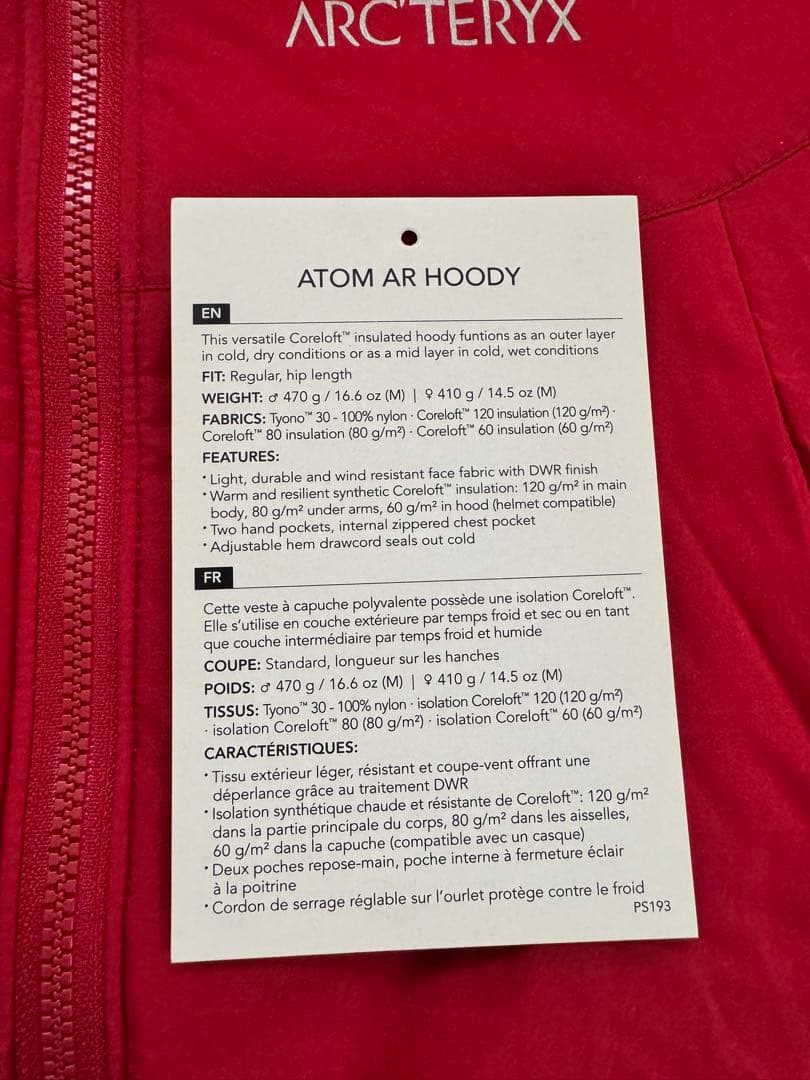 ARC'TERYX
ATOM AR HOODY
EN
This versatile Coreloft™ insulated hoody funtions as an outer layer
in cold, dry conditions or as a mid layer in cold, wet conditions
FIT: Regular, hip length
WEIGHT: ♂ 470 g / 16.6 oz (M) | ♀ 410 g / 14.5 oz (M)
FABRICS: Tyono™ 30 - 100% nylon · Coreloft™ 120 insulation (120 g/m²) ·
Coreloft™ 80 insulation (80 g/m²) · Coreloft™ 60 insulation (60 g/m²)
FEATURES:
• Light, durable and wind resistant face fabric with DWR finish
• Warm and resilient synthetic Coreloft™ insulation: 120 g/m² in main
body, 80 g/m² under arms, 60 g/m² in hood (helmet compatible)
• Two hand pockets, internal zippered chest pocket
• Adjustable hem drawcord seals out cold
FR
Cette veste à capuche polyvalente possède une isolation Coreloft™.
Elle s'utilise en couche extérieure par temps froid et sec ou en tant
que couche intermédiaire par temps froid et humide
COUPE: Standard, longueur sur les hanches
POIDS: ♂ 470 g / 16.6 oz (M) | ♀ 410 g / 14.5 oz (M)
TISSUS: Tyono™ 30 - 100% nylon · isolation Coreloft™ 120 (120 g/m²)
· isolation Coreloft™ 80 (80 g/m²) · isolation Coreloft™ 60 (60 g/m²)
CARACTÉRISTIQUES:
• Tissu extérieur léger, résistant et coupe-vent offrant une
déperlance grâce au traitement DWR
• Isolation synthétique chaude et résistante de Coreloft™: 120 g/m²
dans la partie principale du corps, 80 g/m² dans les aisselles,
60 g/m² dans la capuche (compatible avec un casque)
• Deux poches repose-main, poche interne à fermeture éclair
à la poitrine
• Cordon de serrage réglable sur l'ourlet protège contre le froid
PS193